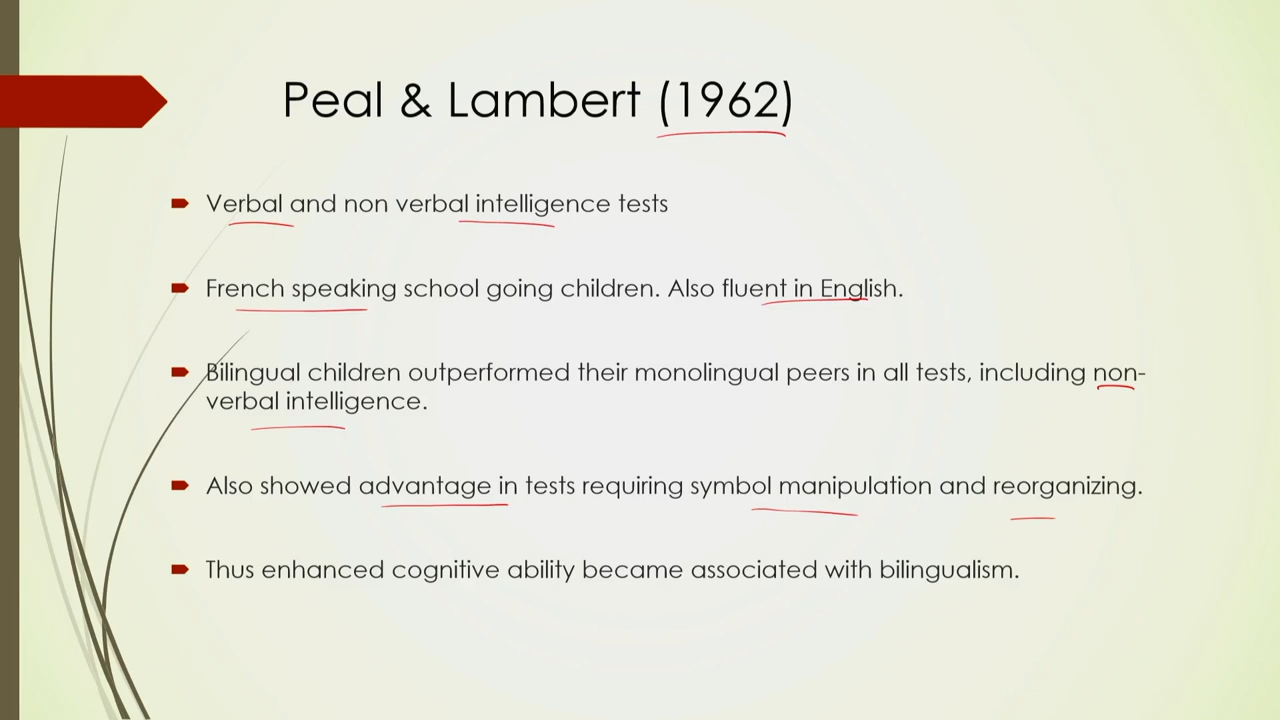 Peal & Lambert (1962)
Verbal and non verbal intelligence tests
French speaking school going children. Also fluent in English.
Bilingual children outperformed their monolingual peers in all tests, including non-
verbal intelligence.
Also showed advantage in tests requiring symbol manipulation and reorganizing.
Thus enhanced cognitive ability became associated with bilingualism.